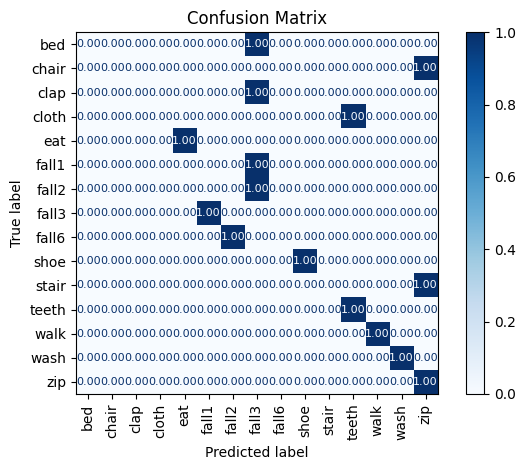 Confusion Matrix
bed 0.00 0.00 0.00 0.00 0.00 0.00 0.00 1.00 0.00 0.00 0.00 0.00 0.00 0.00 0.00
chair 0.00 0.00 0.00 0.00 0.00 0.00 0.00 0.00 0.00 0.00 0.00 0.00 0.00 0.00 1.00
clap 0.00 0.00 0.00 0.00 0.00 0.00 0.00 1.00 0.00 0.00 0.00 0.00 0.00 0.00 0.00
cloth 0.00 0.00 0.00 0.00 0.00 0.00 0.00 0.00 0.00 0.00 0.00 1.00 0.00 0.00 0.00
eat 0.00 0.00 0.00 0.00 1.00 0.00 0.00 0.00 0.00 0.00 0.00 0.00 0.00 0.00 0.00
fall1 0.00 0.00 0.00 0.00 0.00 0.00 0.00 1.00 0.00 0.00 0.00 0.00 0.00 0.00 0.00
fall2 0.00 0.00 0.00 0.00 0.00 0.00 0.00 1.00 0.00 0.00 0.00 0.00 0.00 0.00 0.00
fall3 0.00 0.00 0.00 0.00 0.00 1.00 0.00 0.00 0.00 0.00 0.00 0.00 0.00 0.00 0.00
fall6 0.00 0.00 0.00 0.00 0.00 0.00 1.00 0.00 0.00 0.00 0.00 0.00 0.00 0.00 0.00
shoe 0.00 0.00 0.00 0.00 0.00 0.00 0.00 0.00 0.00 1.00 0.00 0.00 0.00 0.00 0.00
stair 0.00 0.00 0.00 0.00 0.00 0.00 0.00 0.00 0.00 0.00 0.00 0.00 0.00 0.00 1.00
teeth 0.00 0.00 0.00 0.00 0.00 0.00 0.00 0.00 0.00 0.00 0.00 1.00 0.00 0.00 0.00
walk 0.00 0.00 0.00 0.00 0.00 0.00 0.00 0.00 0.00 0.00 0.00 0.00 1.00 0.00 0.00
wash 0.00 0.00 0.00 0.00 0.00 0.00 0.00 0.00 0.00 0.00 0.00 0.00 0.00 1.00 0.00
zip 0.00 0.00 0.00 0.00 0.00 0.00 0.00 0.00 0.00 0.00 0.00 0.00 0.00 0.00 1.00
True label
bed chair clap cloth eat fall1 fall2 fall3 fall6 shoe stair teeth walk wash zip
Predicted label
1.0
0.8
0.6
0.4
0.2
0.0